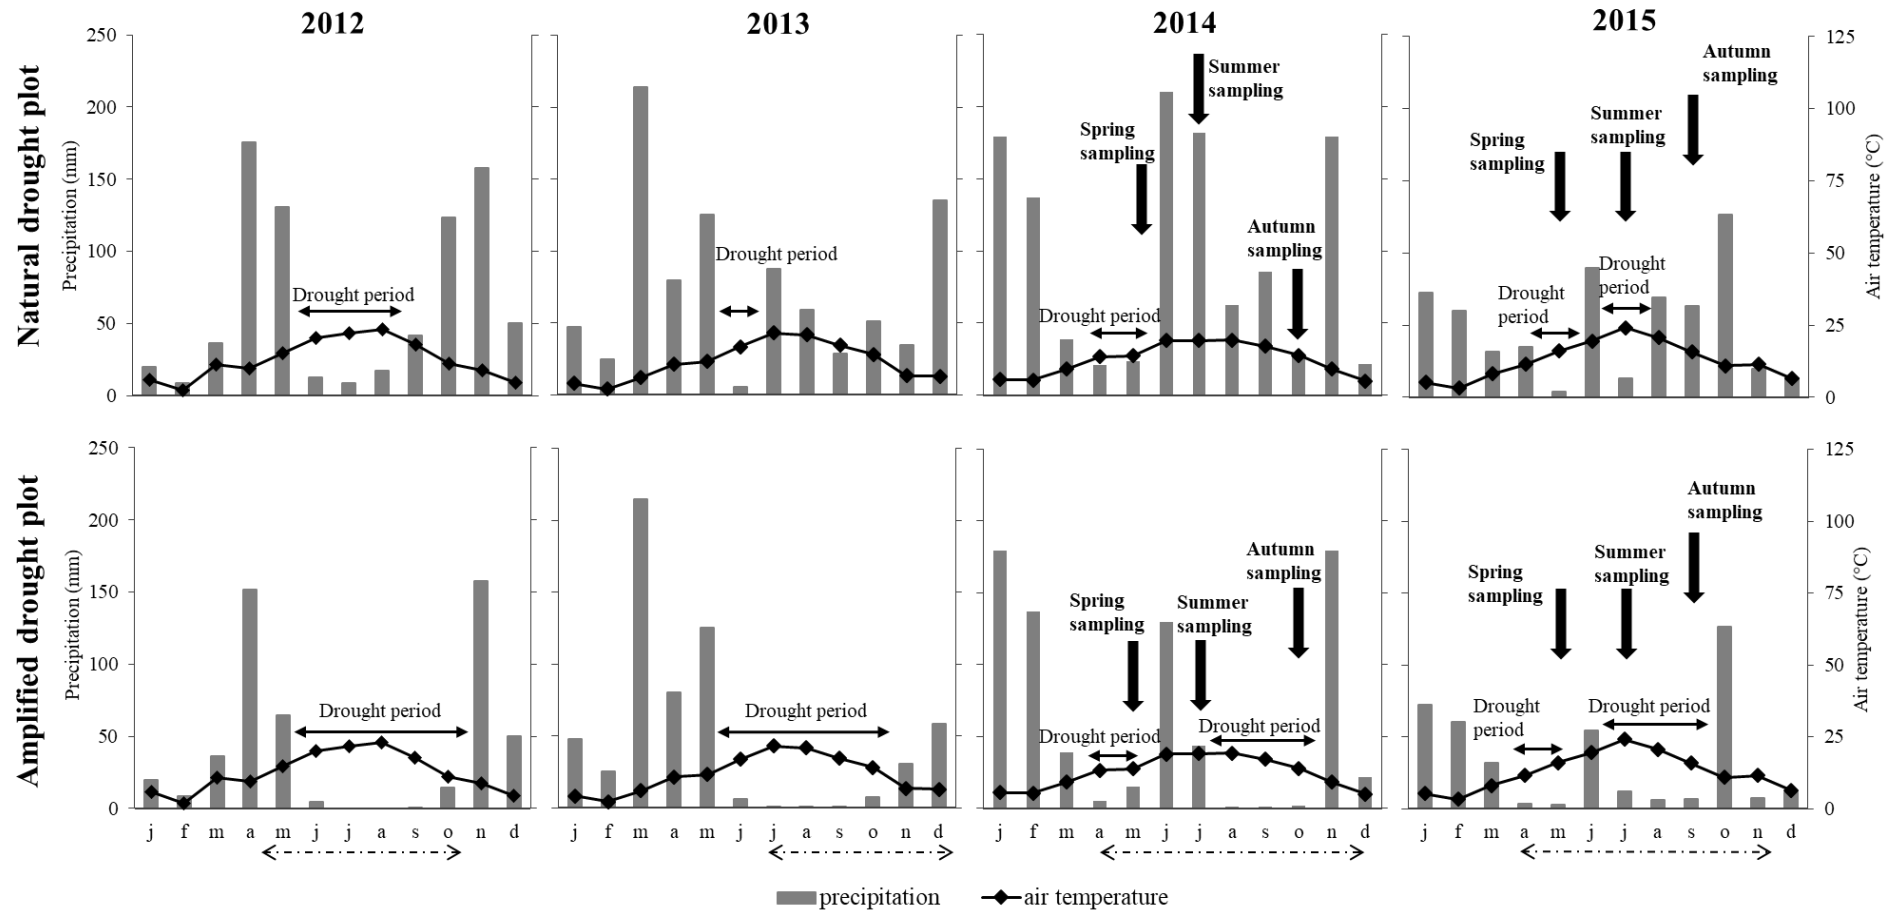 2012
2013
2014
2015
Natural drought plot
Precipitation (mm)
250
200
150
100
50
0
Drought period
Drought period
Spring
sampling
Summer
sampling
Autumn
sampling
Drought period
Spring
sampling
Summer
sampling
Autumn
sampling
Drought
period
Drought
period
125
100
75
50
25
0
Air temperature (°C)
Amplified drought plot
Precipitation (mm)
250
200
150
100
50
0
Drought period
Drought period
Spring
sampling
Summer
sampling
Autumn
sampling
Drought period
Drought period
Spring
sampling
Summer
sampling
Autumn
sampling
Drought
period
Drought period
125
100
75
50
25
0
Air temperature (°C)
j f m a m j j a s o n d
j f m a m j j a s o n d
j f m a m j j a s o n d
j f m a m j j a s o n d
precipitation
air temperature